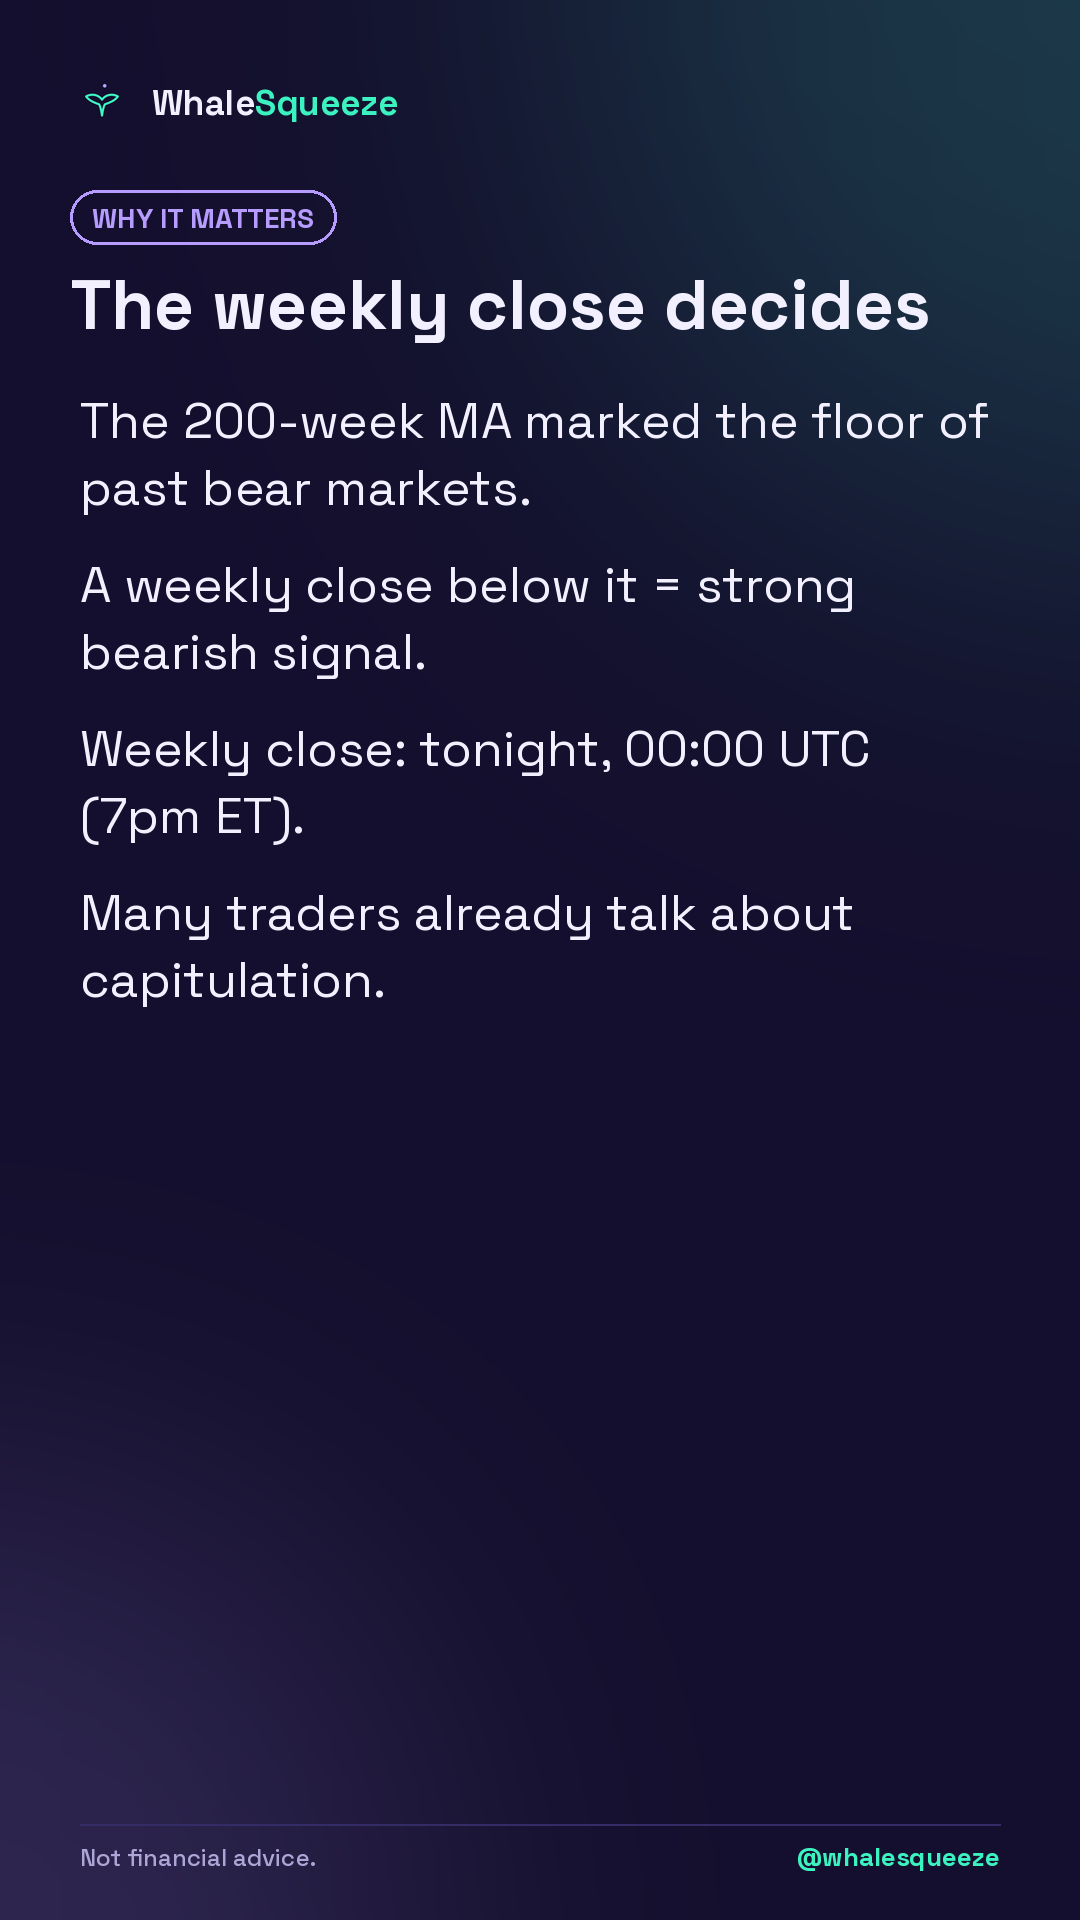 WhaleSqueeze
WHY IT MATTERS
The weekly close decides
The 200-week MA marked the floor of
past bear markets.
A weekly close below it = strong
bearish signal.
Weekly close: tonight, 00:00 UTC
(7pm ET).
Many traders already talk about
capitulation.
Not financial advice.
@whalesqueeze